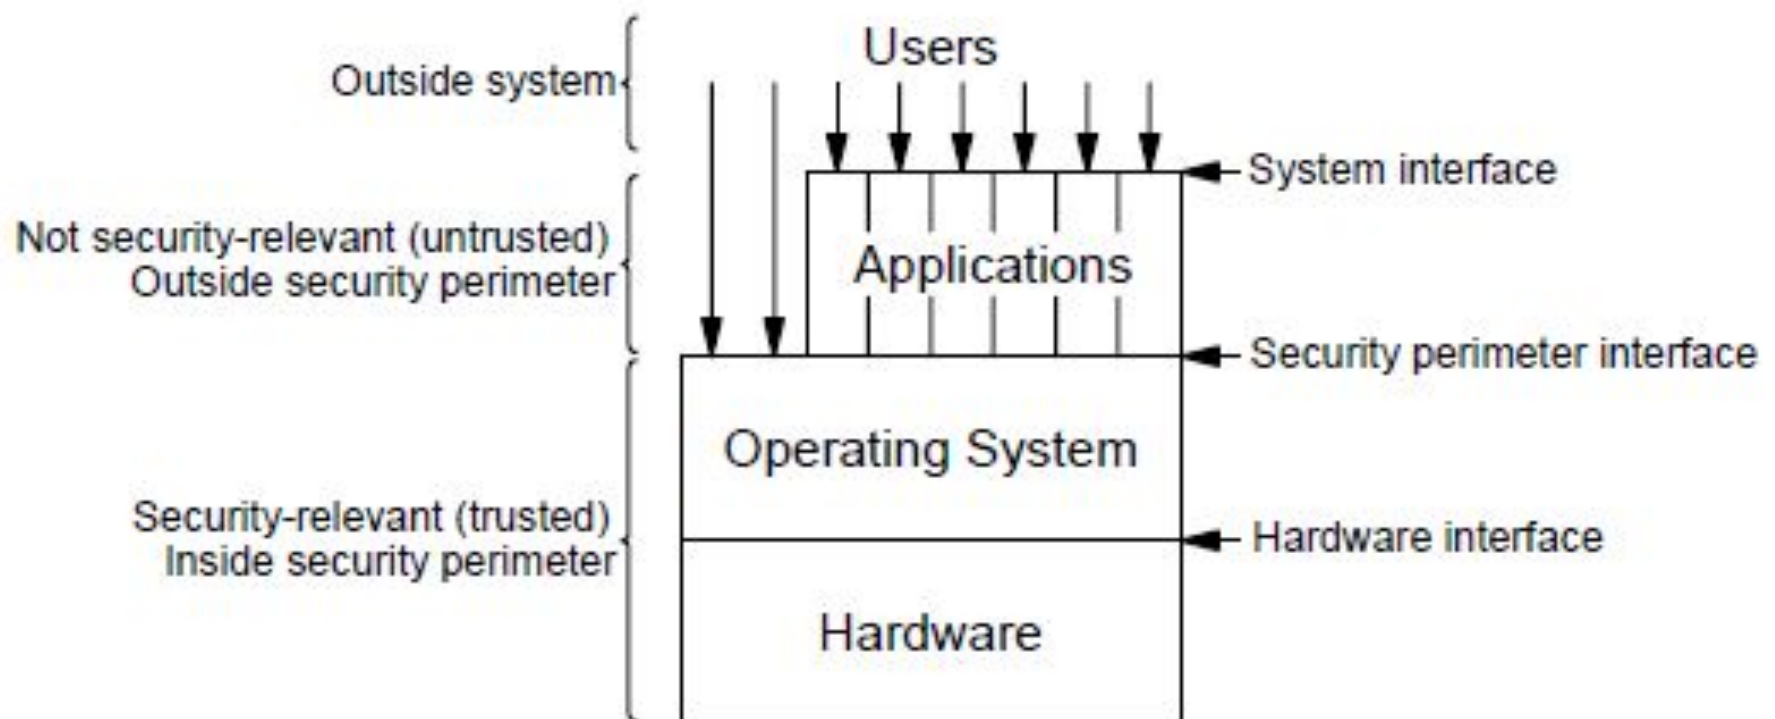 Users
Outside system
System interface
Not security-relevant (untrusted)
Outside security perimeter
Applications
Security perimeter interface
Operating System
Security-relevant (trusted)
Inside security perimeter
Hardware interface
Hardware